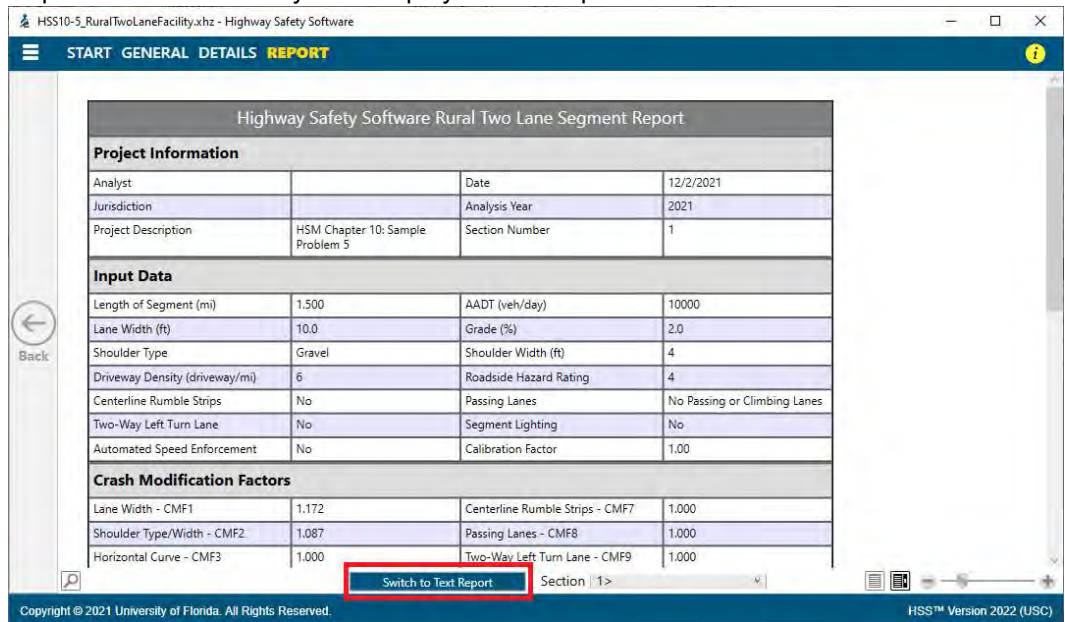 HSS10-5_RuralTwoLaneFacility.xhz - Highway Safety Software
START GENERAL DETAILS REPORT
Highway Safety Software Rural Two Lane Segment Report
Project Information
Analyst Date 12/2/2021
Jurisdiction Analysis Year 2021
Project Description HSM Chapter 10: Sample Problem 5 Section Number 1
Input Data
Length of Segment (mi) 1.500 AADT (veh/day) 10000
Lane Width (ft) 10.0 Grade (%) 2.0
Back
Shoulder Type Gravel Shoulder Width (ft) 4
Driveway Density (driveway/mi) 6 Roadside Hazard Rating 4
Centerline Rumble Strips No Passing Lanes No Passing or Climbing Lanes
Two-Way Left Turn Lane No Segment Lighting No
Automated Speed Enforcement No Calibration Factor 1.00
Crash Modification Factors
Lane Width - CMF1 1.172 Centerline Rumble Strips - CMF7 1.000
Shoulder Type/Width - CMF2 1.087 Passing Lanes - CMF8 1.000
Horizontal Curve - CMF3 1.000 Two-Way Left Turn Lane - CMF9 1.000
Switch to Text Report Section 1>
Copyright © 2021 University of Florida. All Rights Reserved. HSS™ Version 2022 (USC)